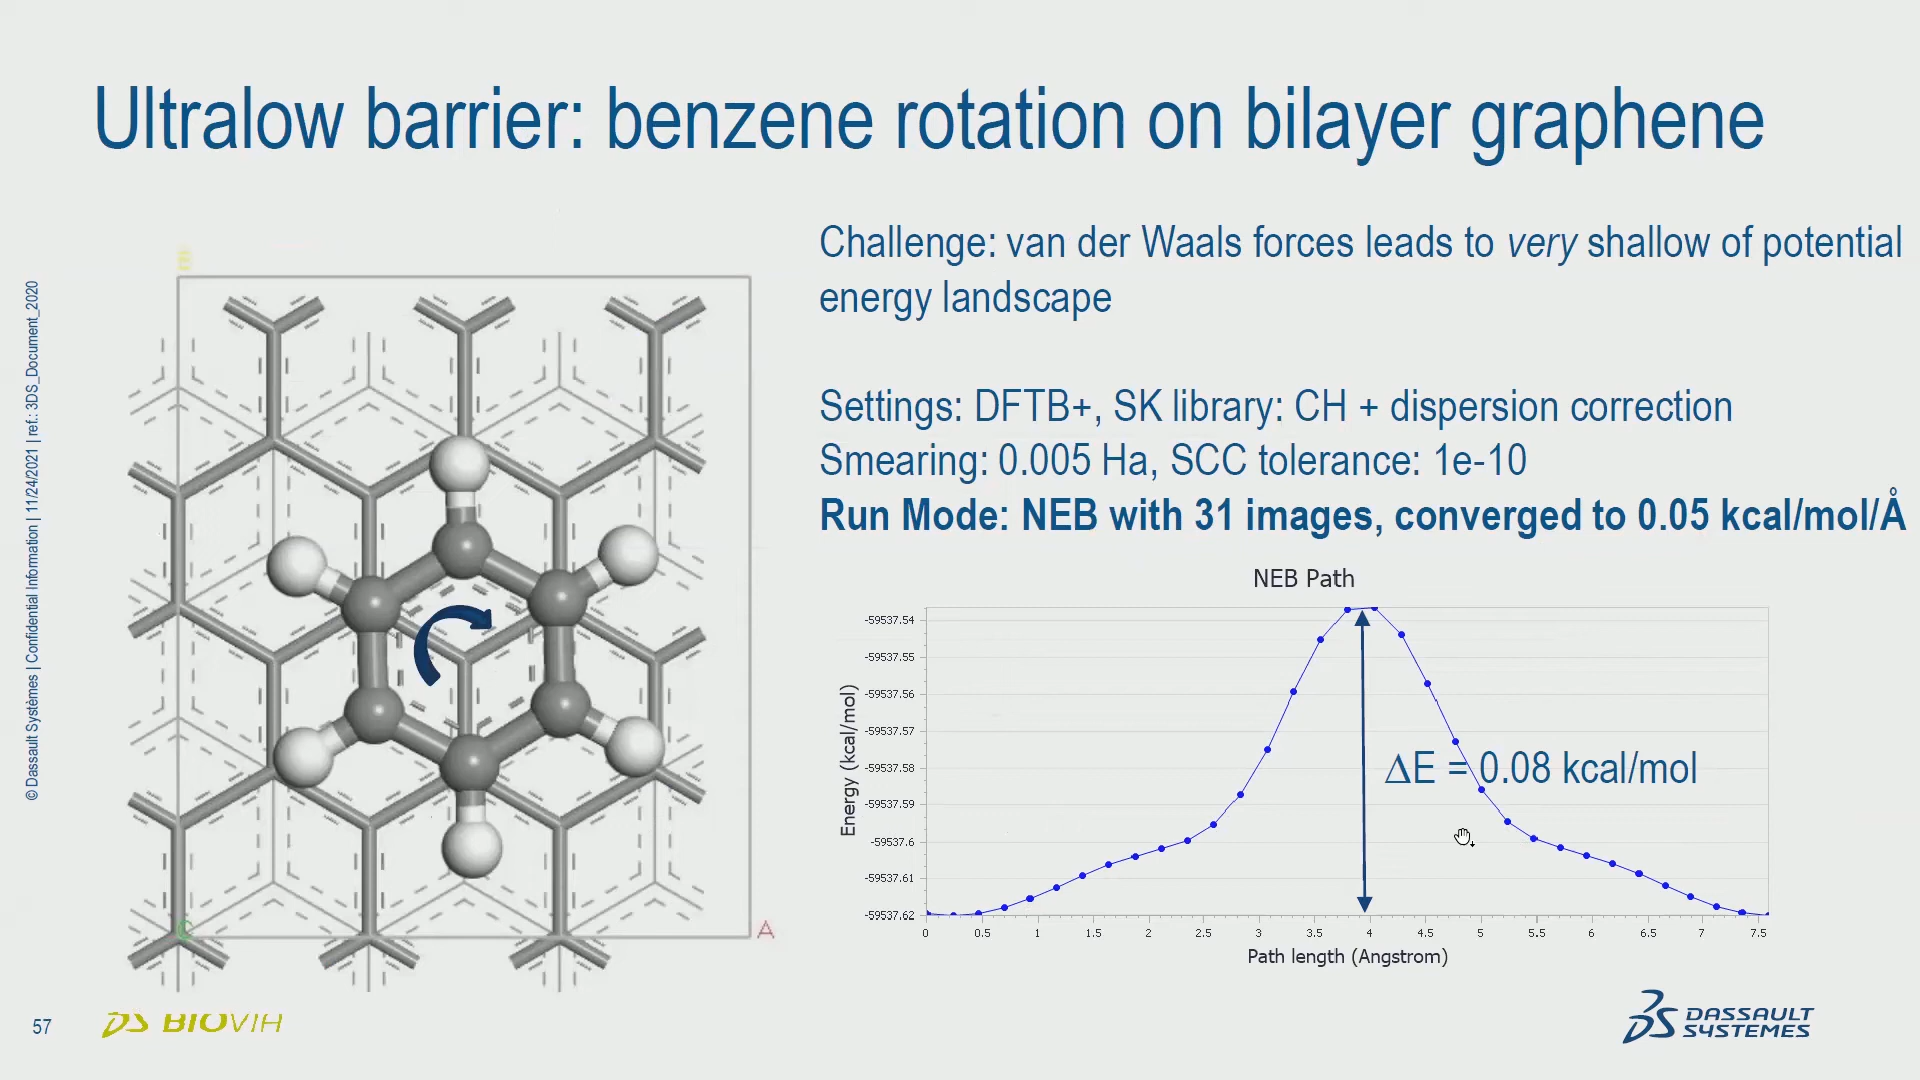 Ultralow barrier: benzene rotation on bilayer graphene
Challenge: van der Waals forces leads to very shallow of potential
energy landscape
Settings: DFTB+, SK library: CH + dispersion correction
Smearing: 0.005 Ha, SCC tolerance: 1e-10
Run Mode: NEB with 31 images, converged to 0.05 kcal/mol/Å
© Dassault Systèmes | Confidential Information | 11/24/2021 | ref.: 3DS_Document_2020
B
C
A
NEB Path
Energy (kcal/mol)
-59537.54
-59537.55
-59537.56
-59537.57
-59537.58
-59537.59
-59537.6
-59537.61
-59537.62
ΔE = 0.08 kcal/mol
0 0.5 1 1.5 2 2.5 3 3.5 4 4.5 5 5.5 6 6.5 7 7.5
Path length (Angstrom)
57
BIOVIA
DASSAULT
SYSTEMES